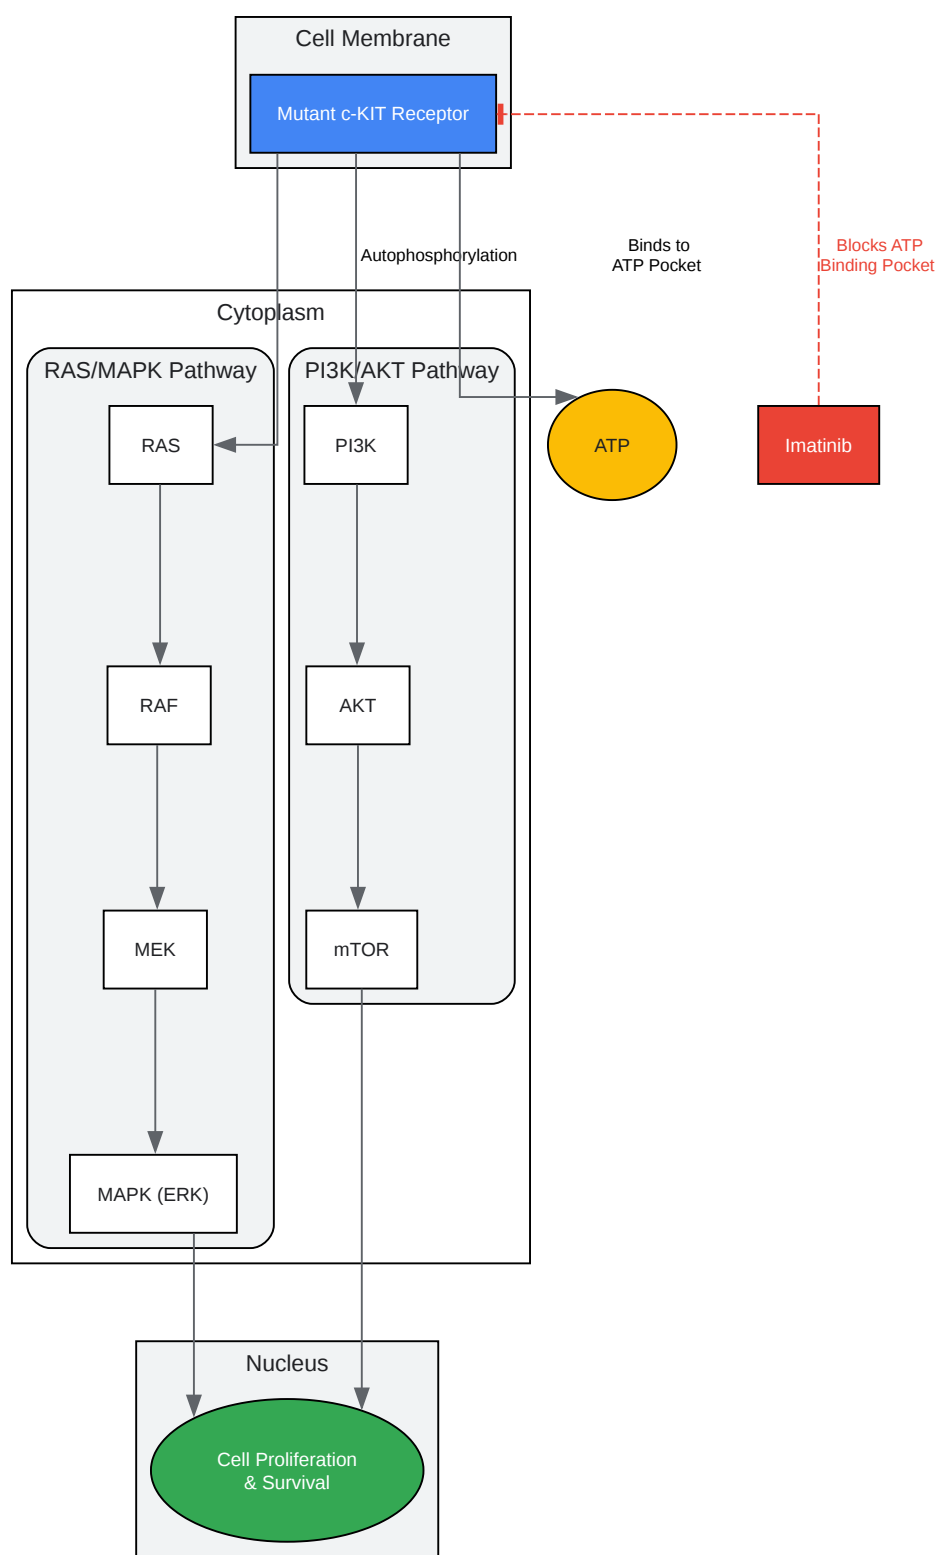 Cell Membrane
Mutant c-KIT Receptor
Autophosphorylation
Binds to
ATP Pocket
Blocks ATP
Binding Pocket
Cytoplasm
RAS/MAPK Pathway
PI3K/AKT Pathway
RAS
PI3K
ATP
Imatinib
RAF
AKT
MEK
mTOR
MAPK (ERK)
Nucleus
Cell Proliferation
& Survival